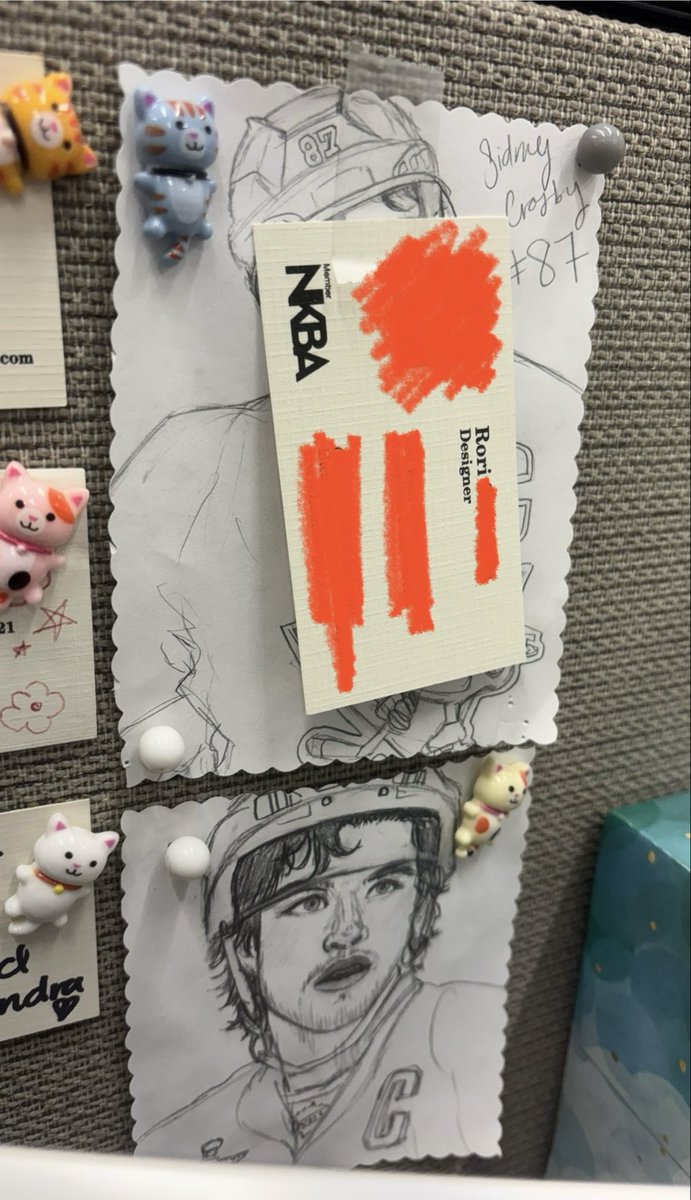 87
Sidney
Crosby
#87
Member
NKBA
Rori
Designer
.com
21
ndra
C